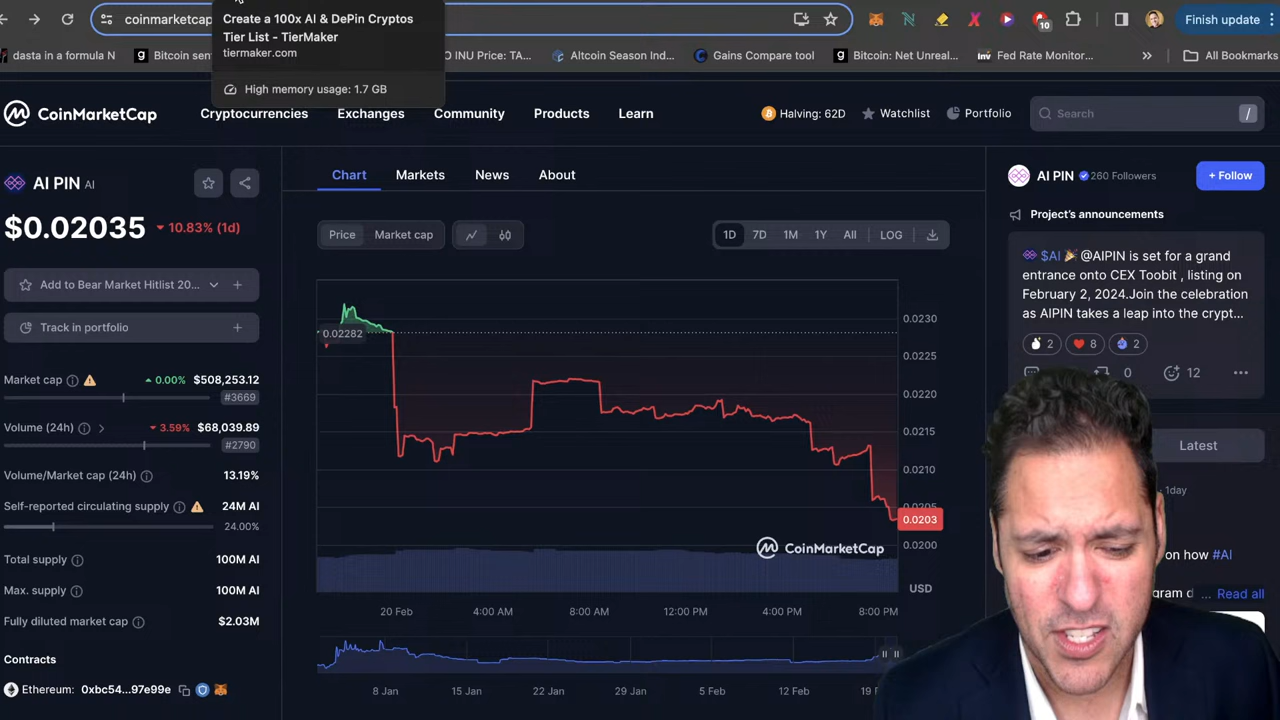 coinmarketcap
Create a 100x AI & DePin Cryptos
Tier List - TierMaker
tiermaker.com
High memory usage: 1.7 GB
10
Finish update
dasta in a formula N
Bitcoin sen
O INU Price: TA...
Altcoin Season Ind...
Gains Compare tool
Bitcoin: Net Unreal...
Fed Rate Monitor...
All Bookmarks
CoinMarketCap
Cryptocurrencies
Exchanges
Community
Products
Learn
Halving: 62D
Watchlist
Portfolio
Search
/
AI PIN AI
$0.02035
10.83% (1d)
Add to Bear Market Hitlist 20...
Track in portfolio
Market cap
0.00% $508,253.12
#3669
Volume (24h)
3.59% $68,039.89
#2790
Volume/Market cap (24h)
13.19%
Self-reported circulating supply
24M AI
24.00%
Total supply
100M AI
Max. supply
100M AI
Fully diluted market cap
$2.03M
Contracts
Ethereum: 0xbc54...97e99e
Chart
Markets
News
About
Price
Market cap
1D
7D
1M
1Y
All
LOG
0.02282
0.0230
0.0225
0.0220
0.0215
0.0210
0.0205
0.0203
0.0200
CoinMarketCap
USD
20 Feb
4:00 AM
8:00 AM
12:00 PM
4:00 PM
8:00 PM
8 Jan
15 Jan
22 Jan
29 Jan
5 Feb
12 Feb
19
AI PIN
260 Followers
+ Follow
Project's announcements
$AI 🎉 @AIPIN is set for a grand
entrance onto CEX Toobit , listing on
February 2, 2024.Join the celebration
as AIPIN takes a leap into the crypt...
2
8
2
0
12
Latest
1day
on how #AI
Read all